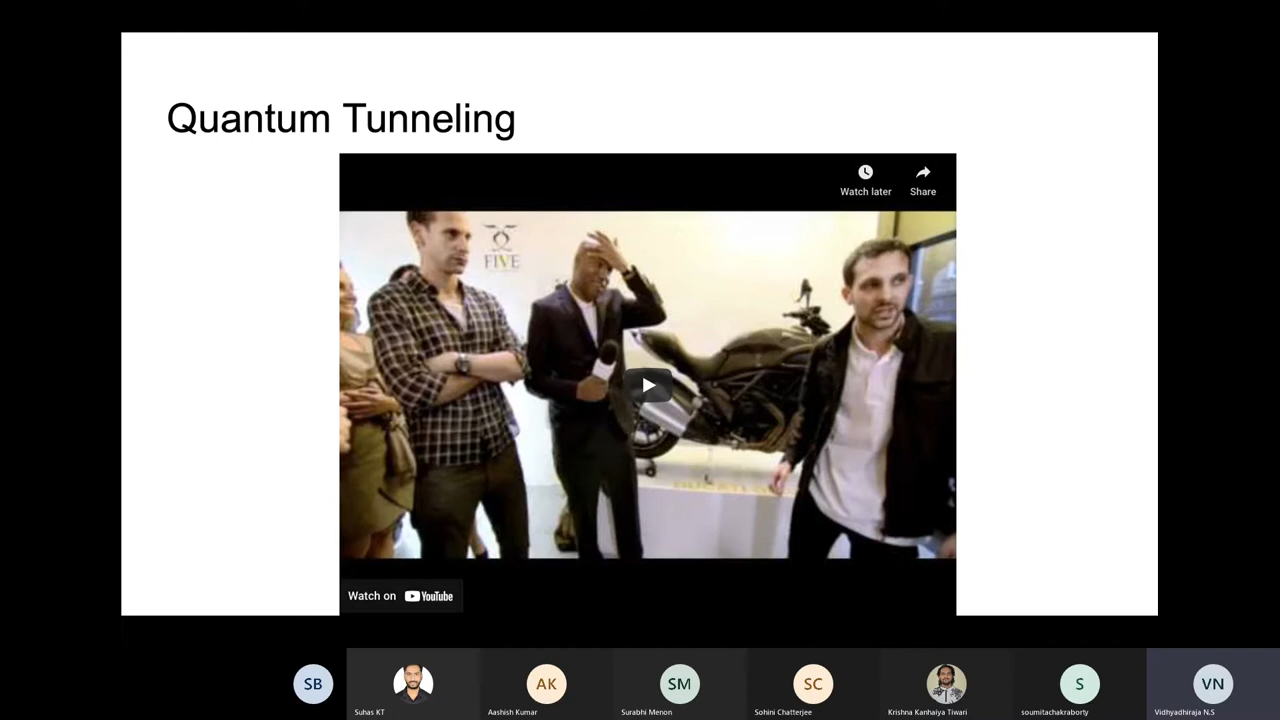 Quantum Tunneling
Watch later
Share
FIVE
Watch on YouTube
SB
AK
SM
SC
S
VN
Suhas KT
Aashish Kumar
Surabhi Menon
Sohini Chatterjee
Krishna Kanhaiya Tiwari
soumitachakraborty
Vidhyadhiraja N.S